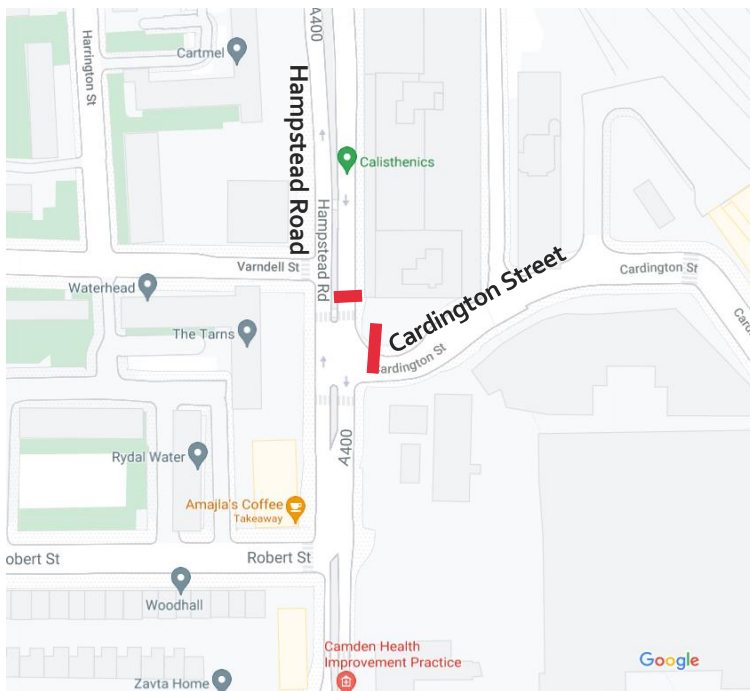 A400
Harrington St
Cartmel
Hampstead Road
Calisthenics
Hampstead Rd
Varndell St
Cardington St
Cardington Street
Waterhead
The Tarns
ardington St
Card
A400
Rydal Water
Amajla's Coffee
Takeaway
obert St
Robert St
Woodhall
Camden Health
Improvement Practice
Google
Zavta Home